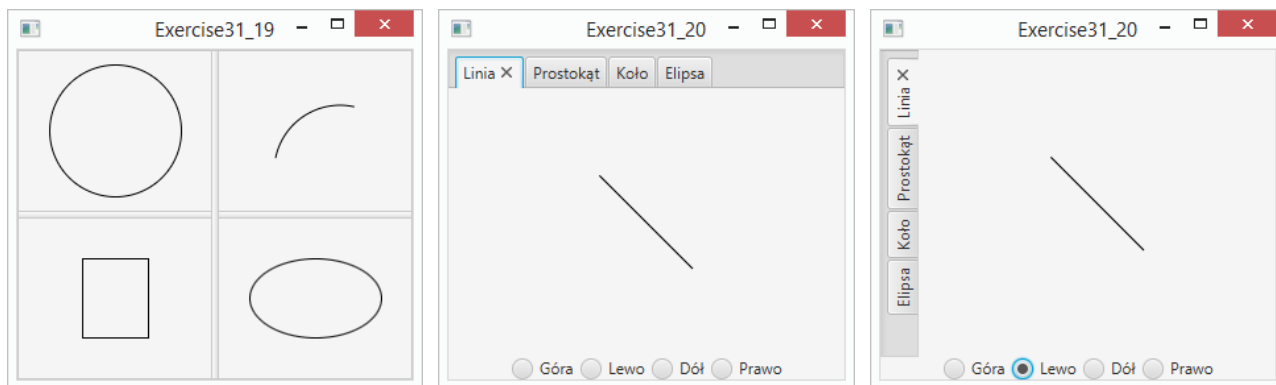 Exercise31_19
Exercise31_20
Linia Prostokąt Koło Elipsa
Góra Lewo Dół Prawo
Exercise31_20
Linia
Prostokąt
Koło
Elipsa
Góra Lewo Dół Prawo